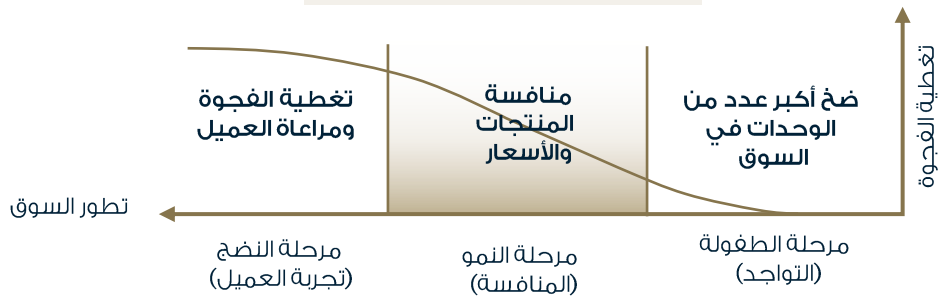 تغطية الفجوة
ضخ أكبر عدد من
الوحدات في
السوق
منافسة
المنتجات
والأسعار
تغطية الفجوة
ومراعاة العميل
تطور السوق
مرحلة الطفولة
(التواجد)
مرحلة النمو
(المنافسة)
مرحلة النضج
(تجربة العميل)